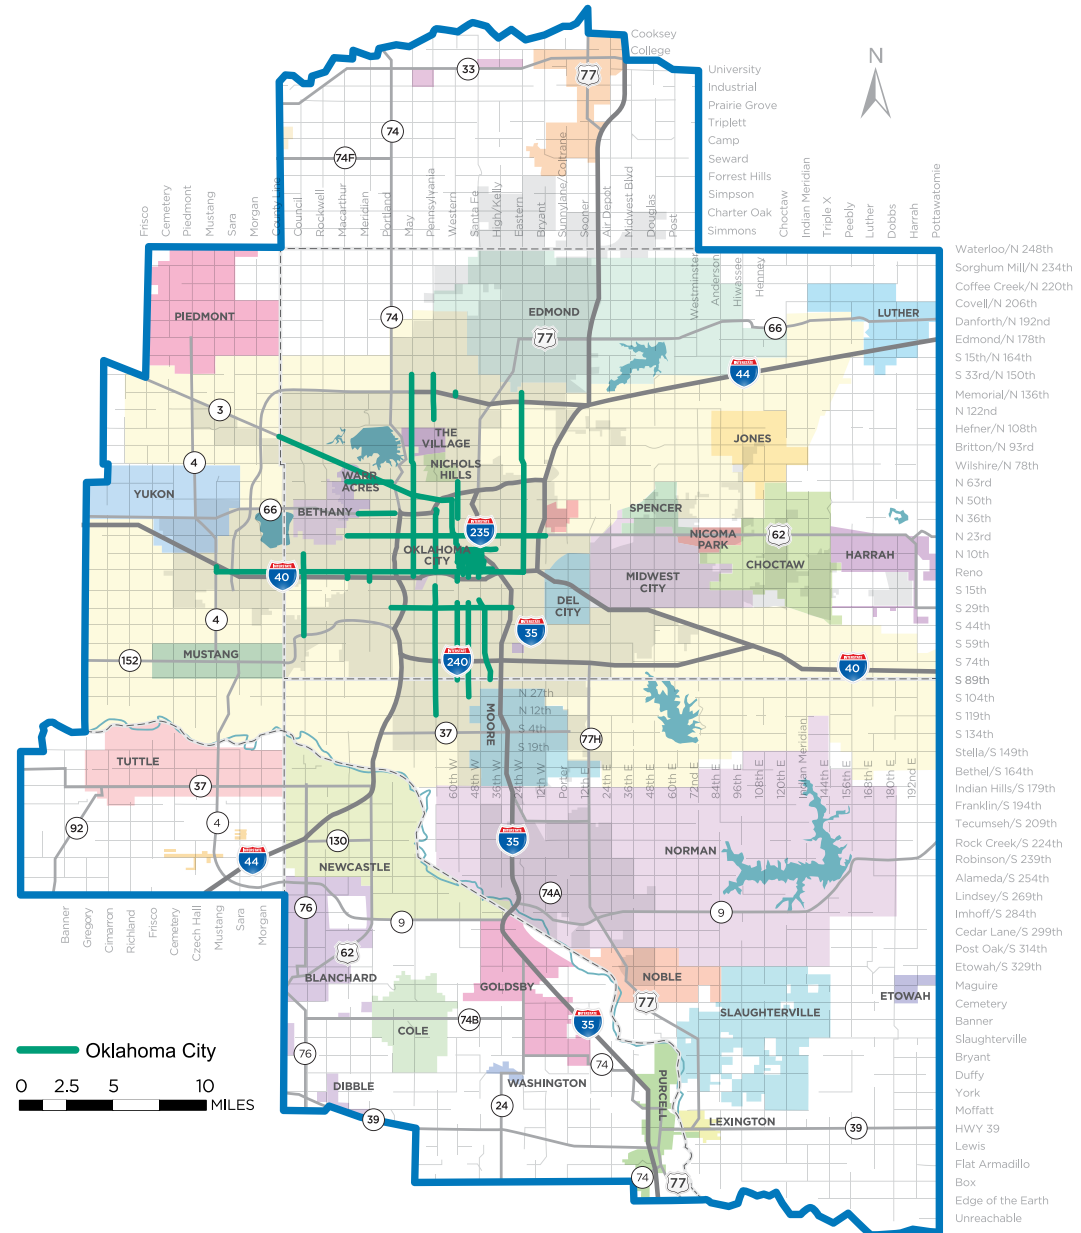 Cooksey
College
University
Industrial
Prairie Grove
Triplett
Camp
Seward
Forrest Hills
Simpson
Charter Oak
Simmons
N
33
77
74
74F
Frisco
Cemetery
Piedmont
Mustang
Sara
Morgan
County Line
Council
Rockwell
Macarthur
Meridian
Portland
May
Pennsylvania
Western
Santa Fe
High/Kelly
Eastern
Bryant
Sunnylane/Coltrane
Sooner
Air Depot
Midwest Blvd
Douglas
Post
Westminster
Anderson
Hiwassee
Henney
Choctaw
Indian Meridian
Triple X
Peebly
Luther
Dobbs
Harrah
Pottawatomie
Waterloo/N 248th
Sorghum Mill/N 234th
Coffee Creek/N 220th
Covell/N 206th
Danforth/N 192nd
Edmond/N 178th
S 15th/N 164th
S 33rd/N 150th
Memorial/N 136th
N 122nd
Hefner/N 108th
Britton/N 93rd
Wilshire/N 78th
N 63rd
N 50th
N 36th
N 23rd
N 10th
Reno
S 15th
S 29th
S 44th
S 59th
S 74th
S 89th
S 104th
S 119th
S 134th
Stella/S 149th
Bethel/S 164th
Indian Hills/S 179th
Franklin/S 194th
Tecumseh/S 209th
Rock Creek/S 224th
Robinson/S 239th
Alameda/S 254th
Lindsey/S 269th
Imhoff/S 284th
Cedar Lane/S 299th
Post Oak/S 314th
Etowah/S 329th
Maguire
Cemetery
Banner
Slaughterville
Bryant
Duffy
York
Moffatt
HWY 39
Lewis
Flat Armadillo
Box
Edge of the Earth
Unreachable
PIEDMONT
74
EDMOND
77
66
LUTHER
INTERSTATE
44
3
4
THE
VILLAGE
NICHOLS
HILLS
JONES
YUKON
66
WARR
ACRES
BETHANY
INTERSTATE
235
OKLAHOMA
CITY
SPENCER
NICOMA
PARK
62
CHOCTAW
HARRAH
INTERSTATE
40
MIDWEST
CITY
DEL
CITY
4
INTERSTATE
35
152
MUSTANG
INTERSTATE
240
INTERSTATE
40
MOORE
N 27th
N 12th
S 4th
S 19th
37
77H
TUTTLE
37
60th W
48th W
36th W
24th W
12th W
Porter
12th E
24th E
36th E
48th E
60th E
72nd E
84th E
96th E
108th E
120th E
Indian Meridian
144th E
156th E
168th E
180th E
192nd E
92
4
INTERSTATE
44
130
NEWCASTLE
INTERSTATE
35
NORMAN
74A
76
9
9
Banner
Gregory
Cimarron
Richland
Frisco
Cemetery
Czech Hall
Mustang
Sara
Morgan
62
BLANCHARD
GOLDSBY
NOBLE
77
ETOWAH
SLAUGHTERVILLE
COLE
74B
INTERSTATE
35
76
74
DIBBLE
WASHINGTON
PURCELL
24
39
LEXINGTON
39
74
77
Oklahoma City
0 2.5 5 10
MILES